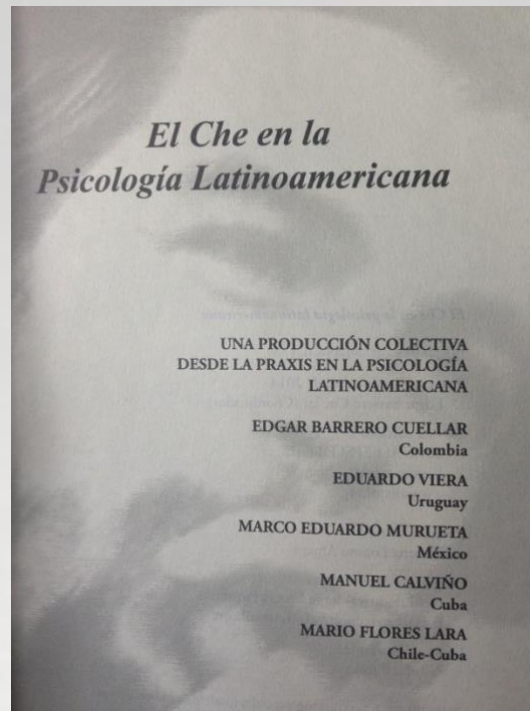 El Che en la
Psicología Latinoamericana
UNA PRODUCCIÓN COLECTIVA
DESDE LA PRAXIS EN LA PSICOLOGÍA
LATINOAMERICANA
EDGAR BARRERO CUELLAR
Colombia
EDUARDO VIERA
Uruguay
MARCO EDUARDO MURUETA
México
MANUEL CALVIÑO
Cuba
MARIO FLORES LARA
Chile-Cuba